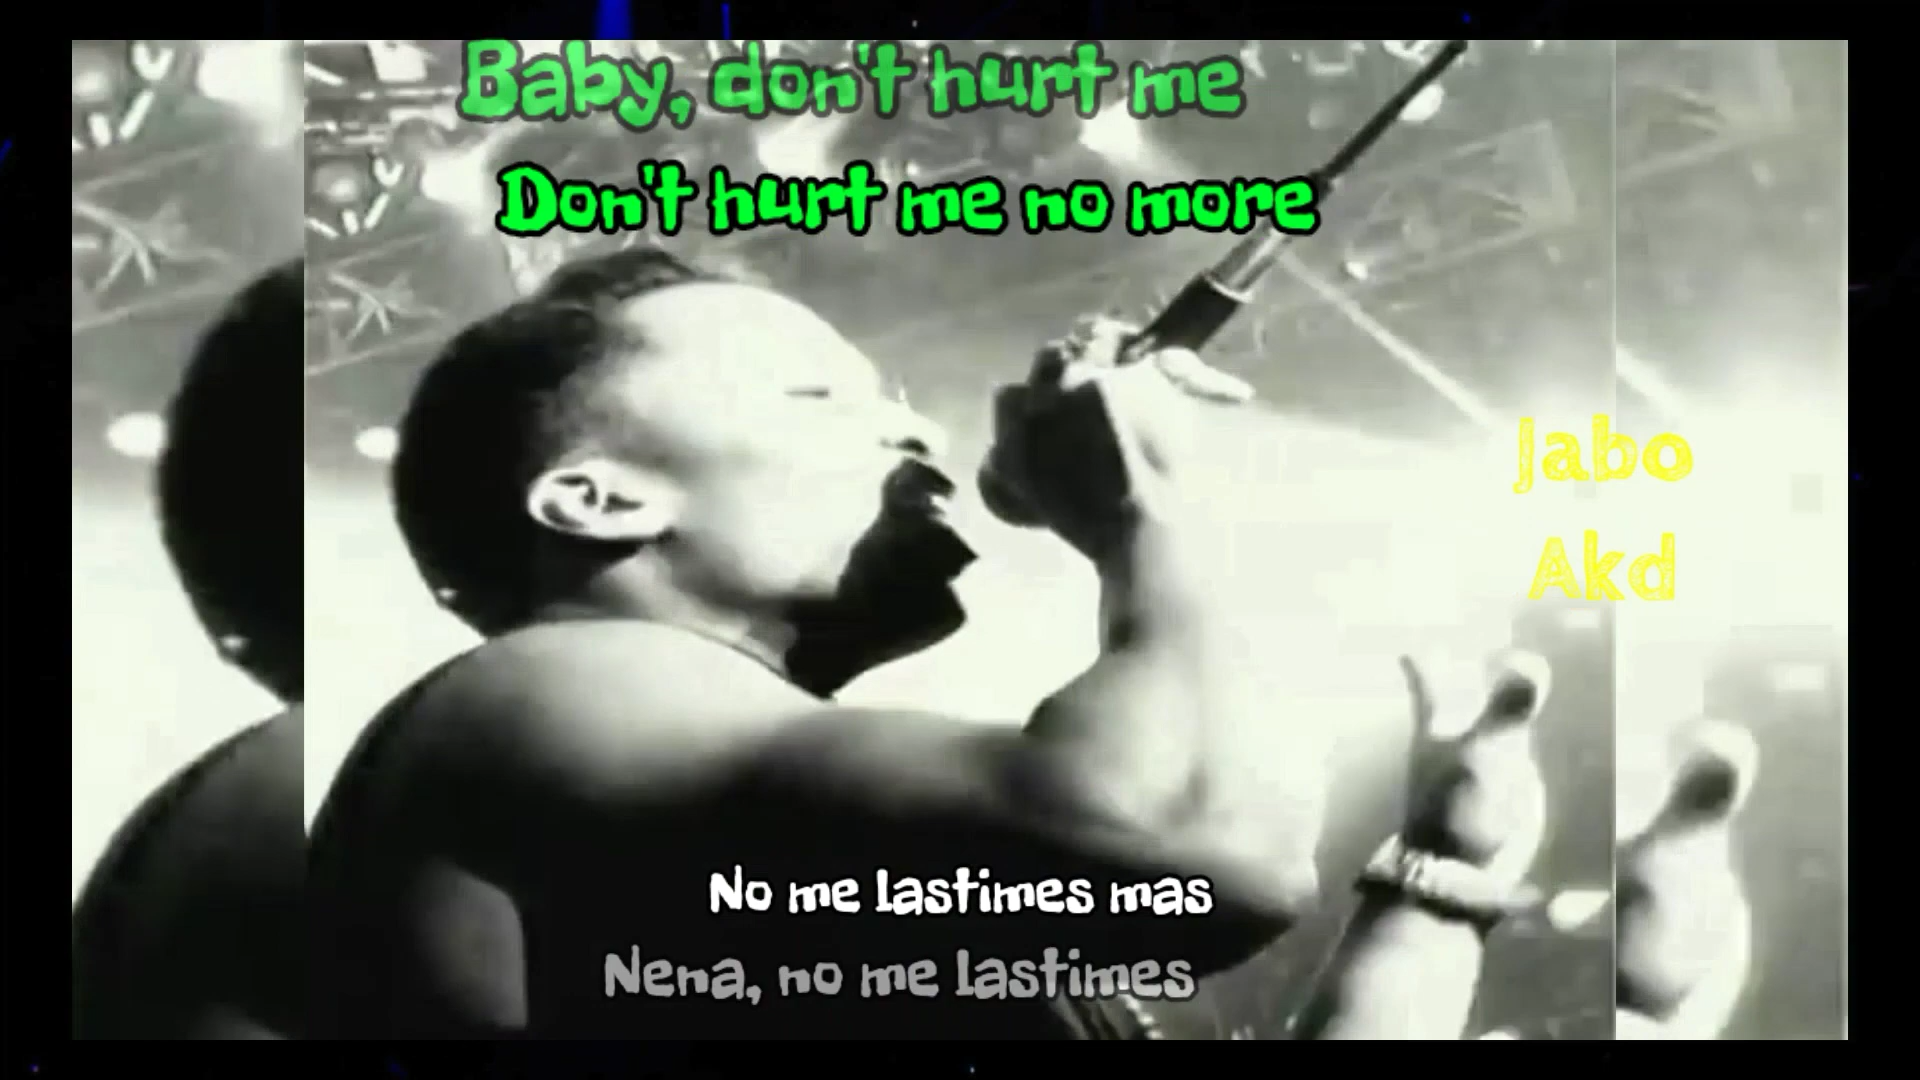 Baby, don't hurt me
Don't hurt me no more
Jabo
Akd
No me lastimes mas
Nena, no me lastimes